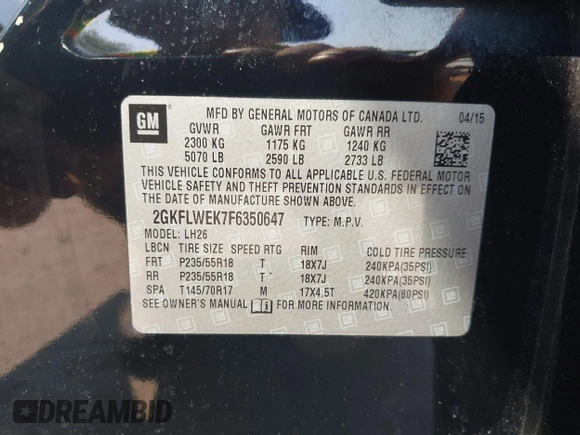 GM
MFD BY GENERAL MOTORS OF CANADA LTD. 04/15
GVWR GAWR FRT GAWR RR
2300 KG 1175 KG 1240 KG
5070 LB 2590 LB 2733 LB
THIS VEHICLE CONFORMS TO ALL APPLICABLE U.S. FEDERAL MOTOR
VEHICLE SAFETY AND THEFT PREVENTION STANDARDS IN EFFECT ON
THE DATE OF MANUFACTURE SHOWN ABOVE.
2GKFLWEK7F6350647 TYPE: M.P.V.
MODEL: LH26
LBCN TIRE SIZE SPEED RTG RIM COLD TIRE PRESSURE
FRT P235/55R18 T 18X7J 240KPA(35PSI)
RR P235/55R18 T 18X7J 240KPA(35PSI)
SPA T145/70R17 M 17X4.5T 420KPA(60PSI)
SEE OWNER'S MANUAL FOR MORE INFORMATION.
DREAMBID